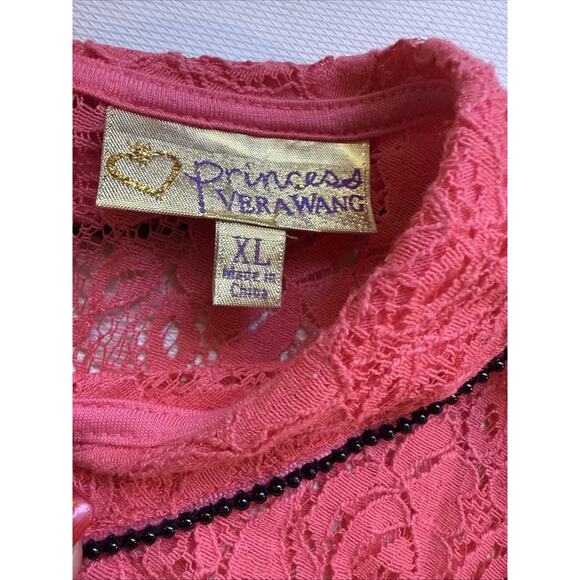 Princess
VERA WANG
XL
Made in
China